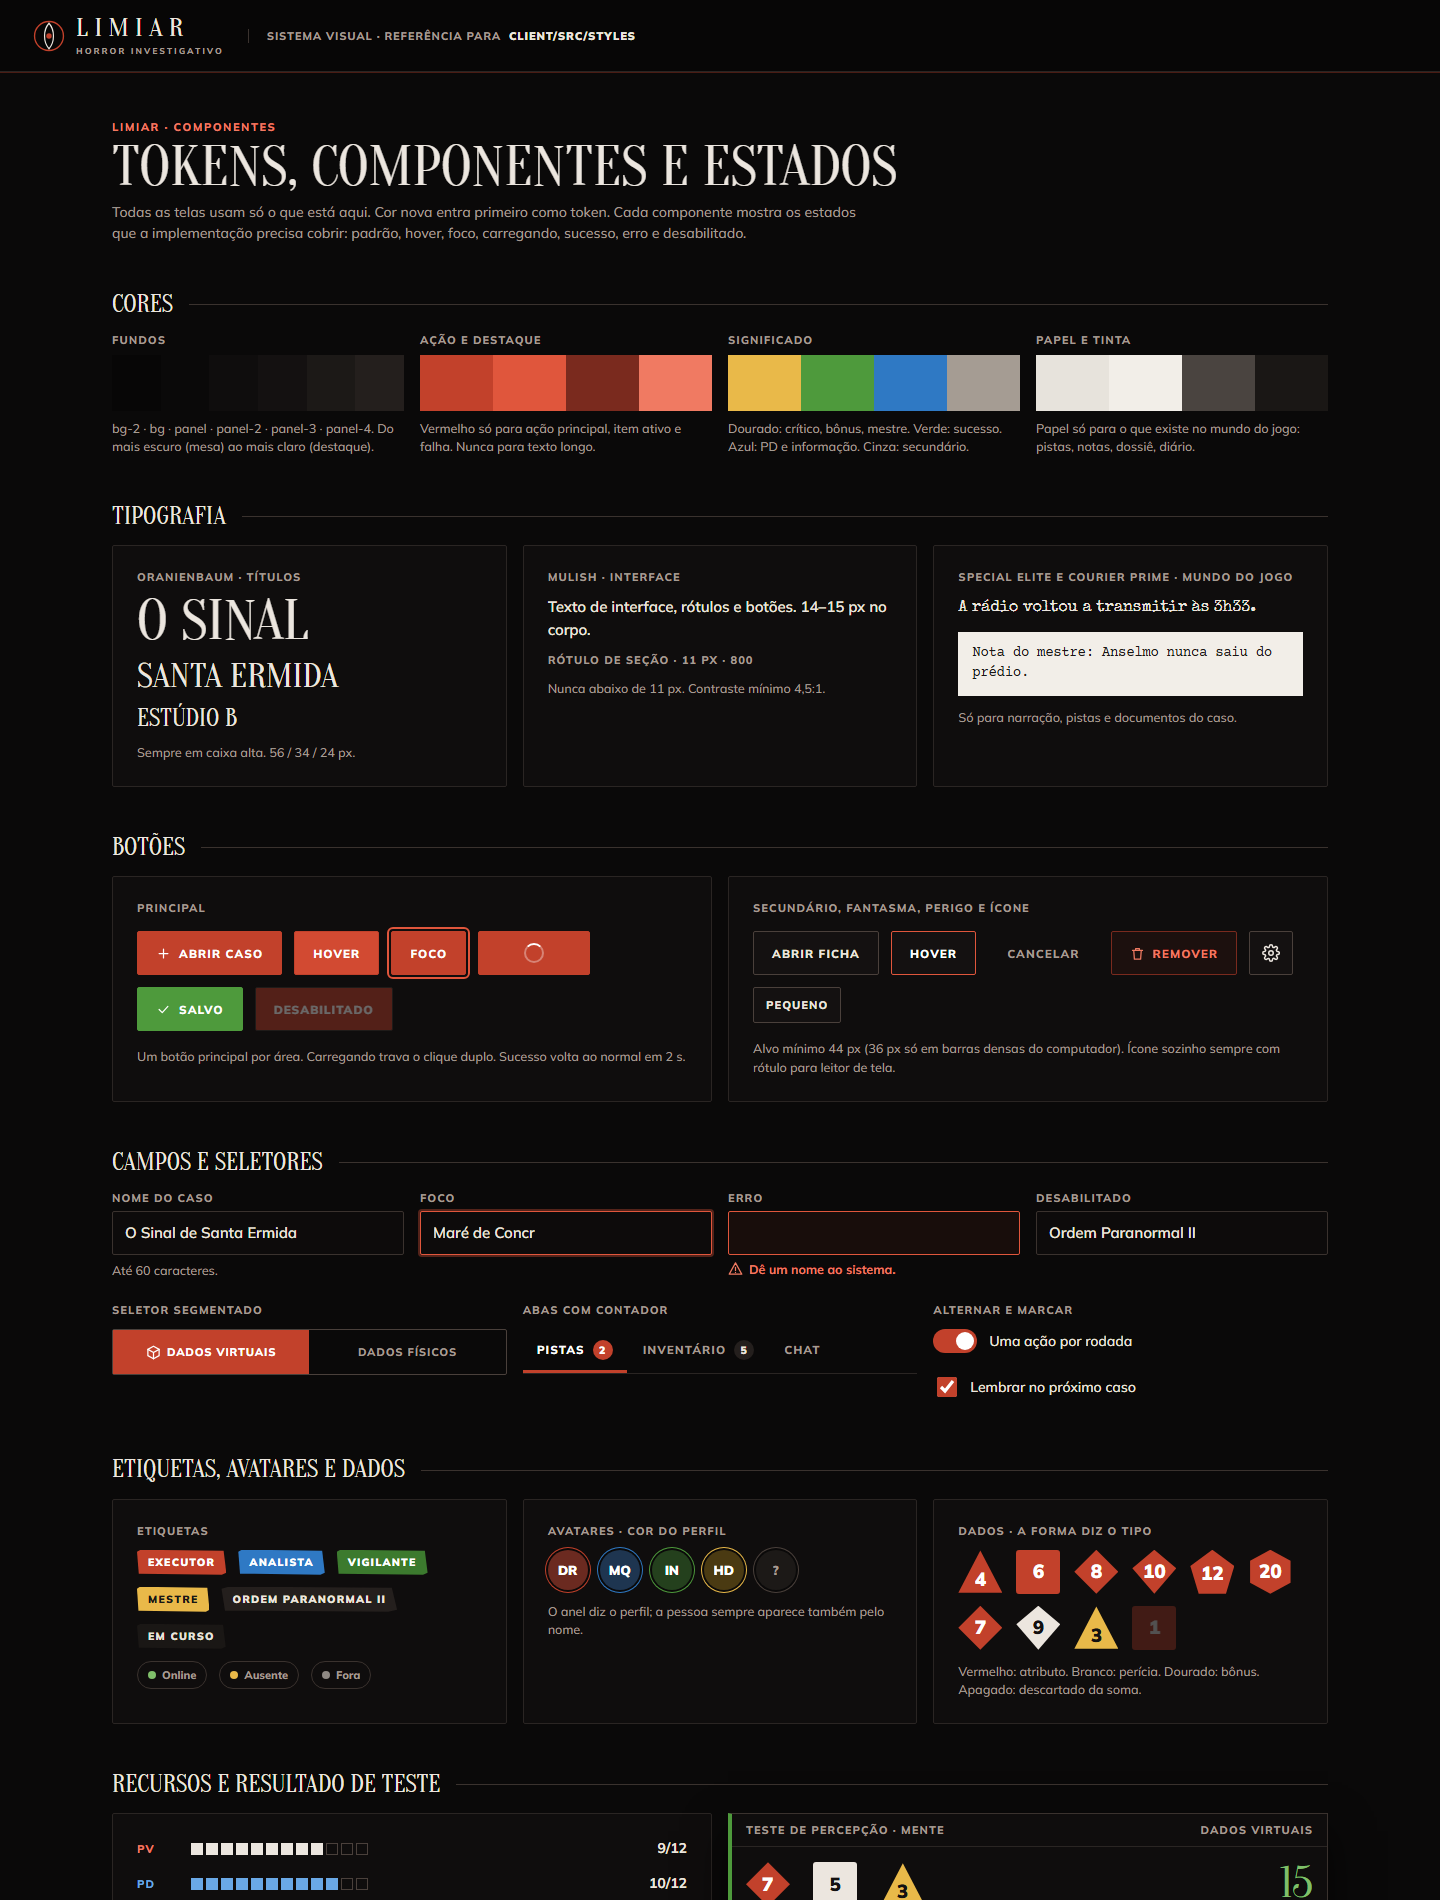 LIMIAR
HORROR INVESTIGATIVO
SISTEMA VISUAL · REFERÊNCIA PARA CLIENT/SRC/STYLES
LIMIAR · COMPONENTES
TOKENS, COMPONENTES E ESTADOS
Todas as telas usam só o que está aqui. Cor nova entra primeiro como token. Cada componente mostra os estados
que a implementação precisa cobrir: padrão, hover, foco, carregando, sucesso, erro e desabilitado.
CORES
FUNDOS
bg-2 · bg · panel · panel-2 · panel-3 · panel-4. Do
mais escuro (mesa) ao mais claro (destaque).
AÇÃO E DESTAQUE
Vermelho só para ação principal, item ativo e
falha. Nunca para texto longo.
SIGNIFICADO
Dourado: crítico, bônus, mestre. Verde: sucesso.
Azul: PD e informação. Cinza: secundário.
PAPEL E TINTA
Papel só para o que existe no mundo do jogo:
pistas, notas, dossiê, diário.
TIPOGRAFIA
ORANIENBAUM · TÍTULOS
O SINAL
SANTA ERMIDA
ESTÚDIO B
Sempre em caixa alta. 56 / 34 / 24 px.
MULISH · INTERFACE
Texto de interface, rótulos e botões. 14–15 px no
corpo.
RÓTULO DE SEÇÃO · 11 PX · 800
Nunca abaixo de 11 px. Contraste mínimo 4,5:1.
SPECIAL ELITE E COURIER PRIME · MUNDO DO JOGO
A rádio voltou a transmitir às 3h33.
Nota do mestre: Anselmo nunca saiu do
prédio.
Só para narração, pistas e documentos do caso.
BOTÕES
PRINCIPAL
ABRIR CASO
HOVER
FOCO
SALVO
DESABILITADO
Um botão principal por área. Carregando trava o clique duplo. Sucesso volta ao normal em 2 s.
SECUNDÁRIO, FANTASMA, PERIGO E ÍCONE
ABRIR FICHA
HOVER
CANCELAR
REMOVER
PEQUENO
Alvo mínimo 44 px (36 px só em barras densas do computador). Ícone sozinho sempre com
rótulo para leitor de tela.
CAMPOS E SELETORES
NOME DO CASO
O Sinal de Santa Ermida
Até 60 caracteres.
FOCO
Maré de Concr
ERRO
Dê um nome ao sistema.
DESABILITADO
Ordem Paranormal II
SELETOR SEGMENTADO
DADOS VIRTUAIS
DADOS FÍSICOS
ABAS COM CONTADOR
PISTAS 2
INVENTÁRIO 5
CHAT
ALTERNAR E MARCAR
Uma ação por rodada
Lembrar no próximo caso
ETIQUETAS, AVATARES E DADOS
ETIQUETAS
EXECUTOR
ANALISTA
VIGILANTE
MESTRE
ORDEM PARANORMAL II
EM CURSO
Online
Ausente
Fora
AVATARES · COR DO PERFIL
DR
MQ
IN
HD
?
O anel diz o perfil; a pessoa sempre aparece também pelo
nome.
DADOS · A FORMA DIZ O TIPO
4
6
8
10
12
20
7
9
3
1
Vermelho: atributo. Branco: perícia. Dourado: bônus.
Apagado: descartado da soma.
RECURSOS E RESULTADO DE TESTE
PV
9/12
PD
10/12
TESTE DE PERCEPÇÃO · MENTE
DADOS VIRTUAIS
7
5
3
15